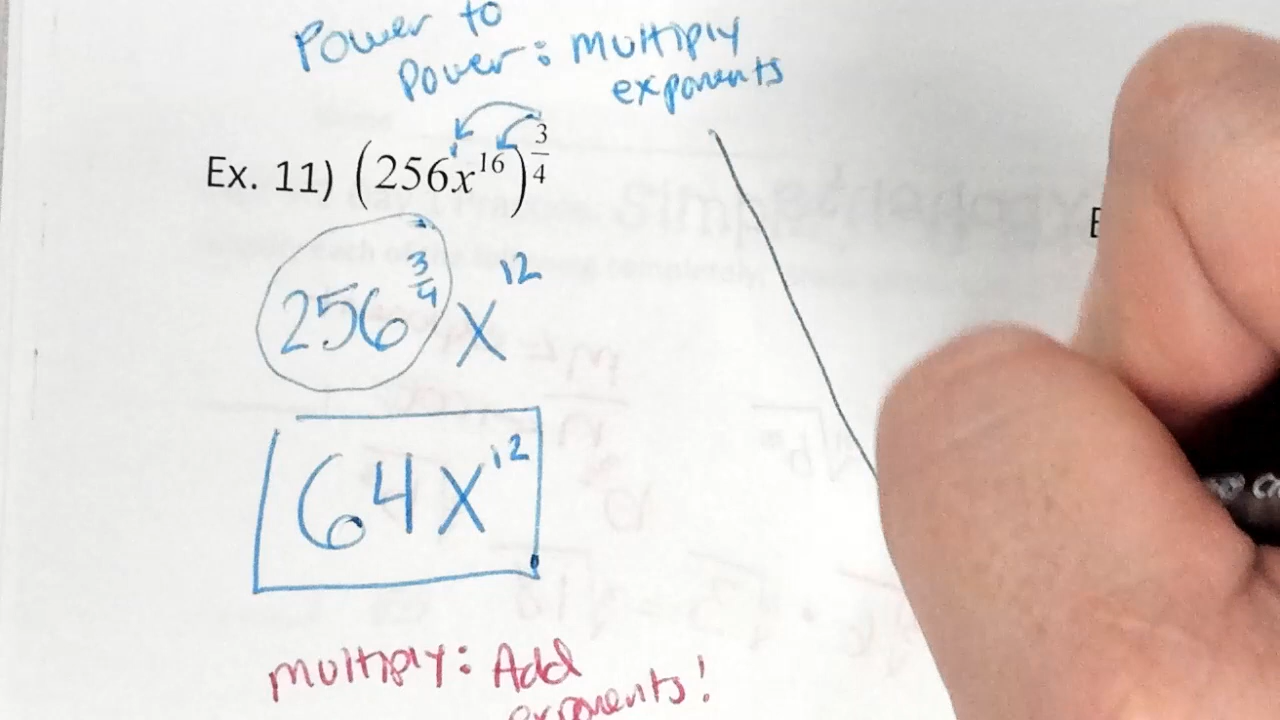 Power to
Power: multiply
exponents
Ex. 11) (256x^16)^(3/4)
256^(3/4) x^12
64x^12
multiply: Add
exponents!